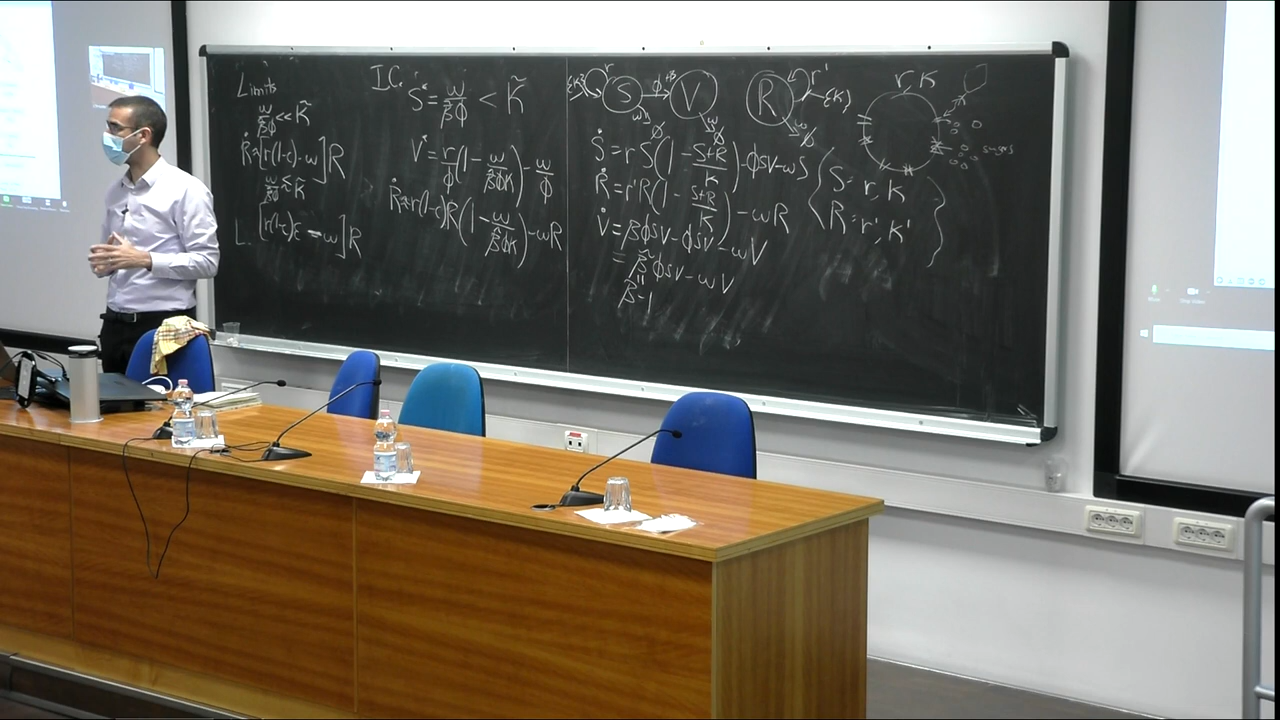 Limits
ω/β̃ϕ << K̃
Ṙ≈[r(1-c)-ω]R
ω/β̃ϕ ≲ K̃
[r(1-c)ε - ω]R
I.C.
S* = ω/β̃ϕ < K̃
V* = r/ϕ(1 - ω/β̃ϕK) - ω/ϕ
Ṙ≈r(1-c)R(1 - ω/β̃ϕK) - ωR
r
{K}
S
ϕ
V
R
r'
{K}
ω
ω
ω
Ṡ = rS(1 - S+R/K) - ϕSV - ωS
Ṙ = r'R(1 - S+R/K) - ωR
V̇ = βϕSV - ϕSV - ωV
= β̃ϕSV - ωV
β-1
S: r, K
R: r', K'
r, K